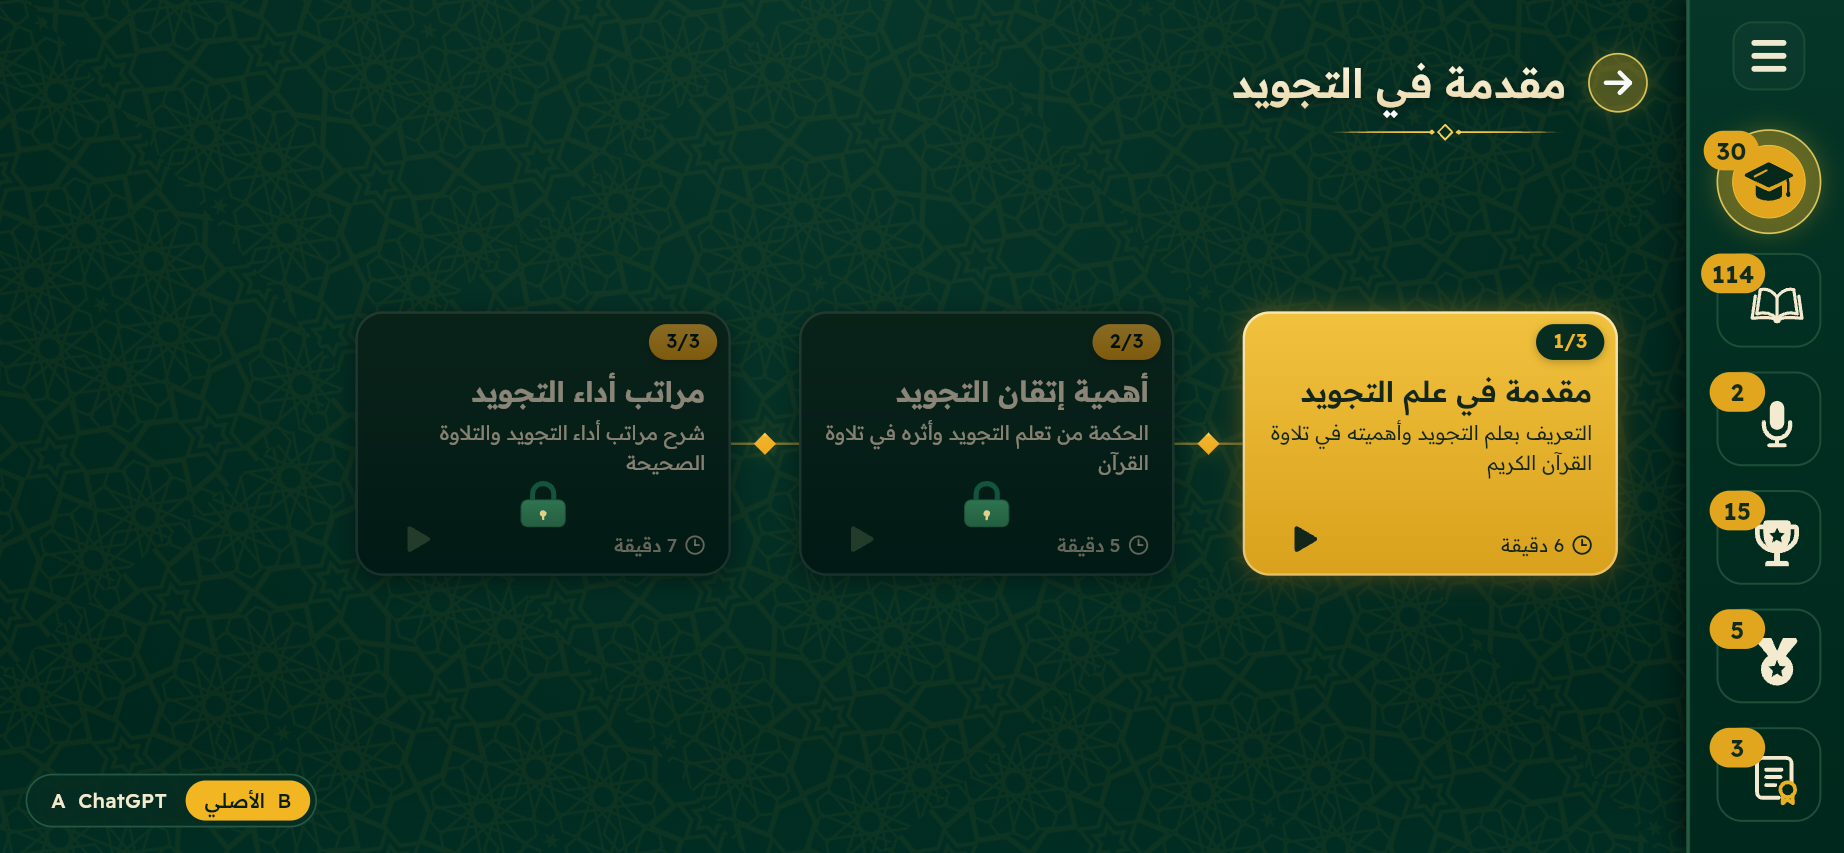 مقدمة في التجويد
1/3
مقدمة في علم التجويد
التعريف بعلم التجويد وأهميته في تلاوة
القرآن الكريم
6 دقيقة
2/3
أهمية إتقان التجويد
الحكمة من تعلم التجويد وأثره في تلاوة
القرآن
5 دقيقة
3/3
مراتب أداء التجويد
شرح مراتب أداء التجويد والتلاوة
الصحيحة
7 دقيقة
30
114
2
15
5
3
A ChatGPT
B الأصلي